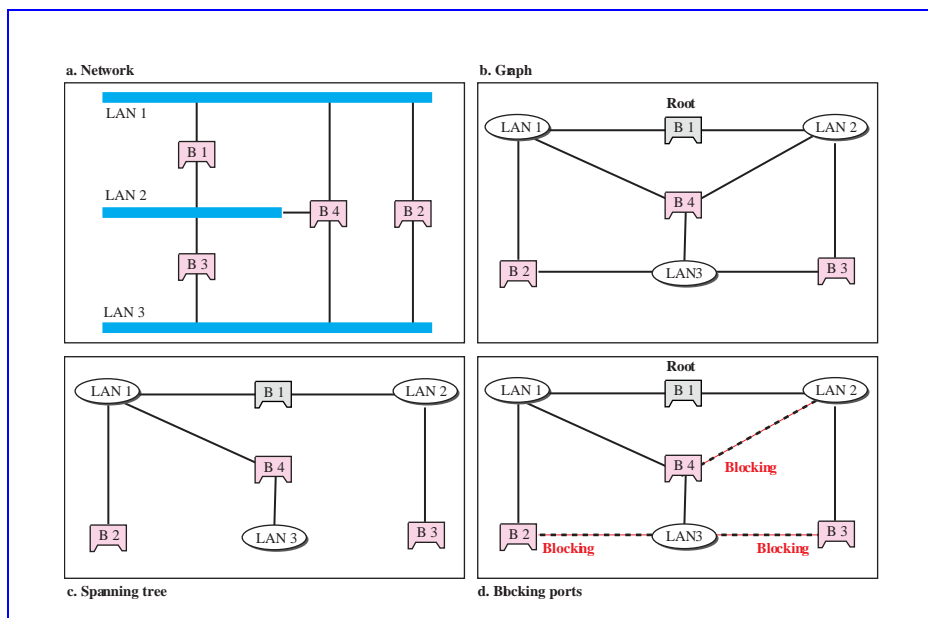 a. Network
LAN 1
B 1
LAN 2
B 4
B 2
B 3
LAN 3
b. Graph
Root
LAN 1
B 1
LAN 2
B 4
B 2
LAN3
B 3
LAN 1
B 1
LAN 2
B 4
B 2
LAN 3
B 3
c. Spanning tree
Root
LAN 1
B 1
LAN 2
B 4
Blocking
B 2
Blocking
LAN3
Blocking
B 3
d. Blocking ports